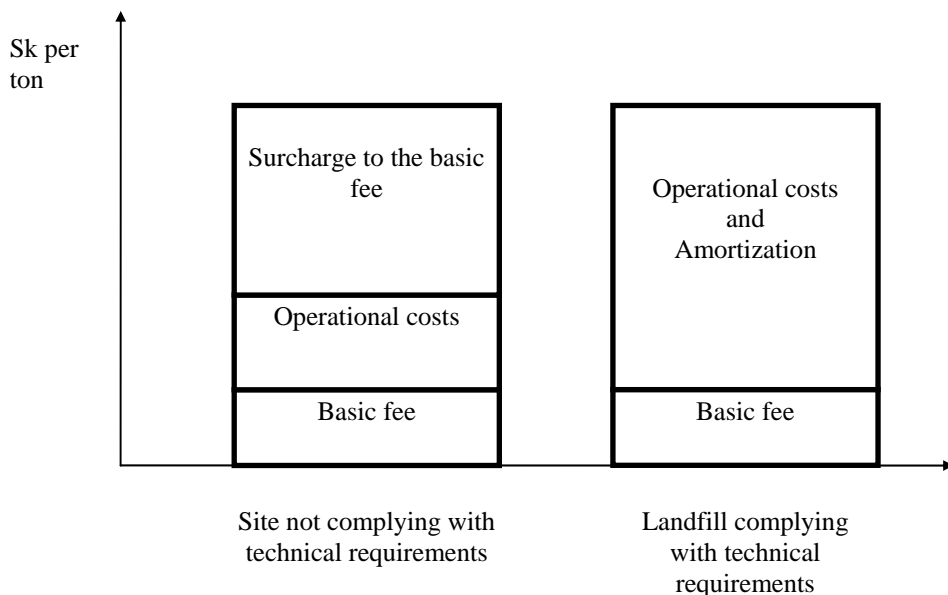 Sk per
ton
Surcharge to the basic
fee
Operational costs
Basic fee
Operational costs
and
Amortization
Basic fee
Site not complying with
technical requirements
Landfill complying
with technical
requirements